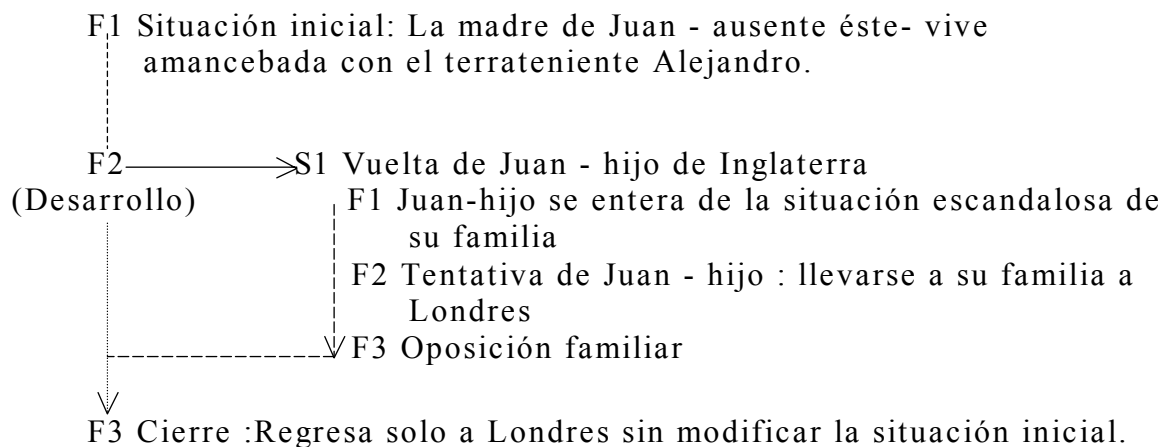 F1 Situación inicial: La madre de Juan - ausente éste- vive
amancebada con el terrateniente Alejandro.
F2 S1 Vuelta de Juan - hijo de Inglaterra
(Desarrollo) F1 Juan-hijo se entera de la situación escandalosa de
su familia
F2 Tentativa de Juan - hijo : llevarse a su familia a
Londres
F3 Oposición familiar
F3 Cierre :Regresa solo a Londres sin modificar la situación inicial.